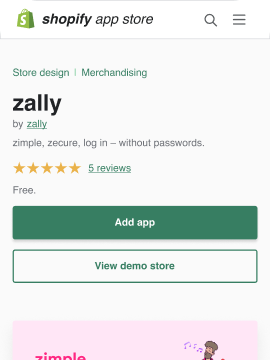 shopify app store
Store design | Merchandising
zally
by zally
zimple, zecure, log in – without passwords.
5 reviews
Free.
Add app
View demo store
zimple